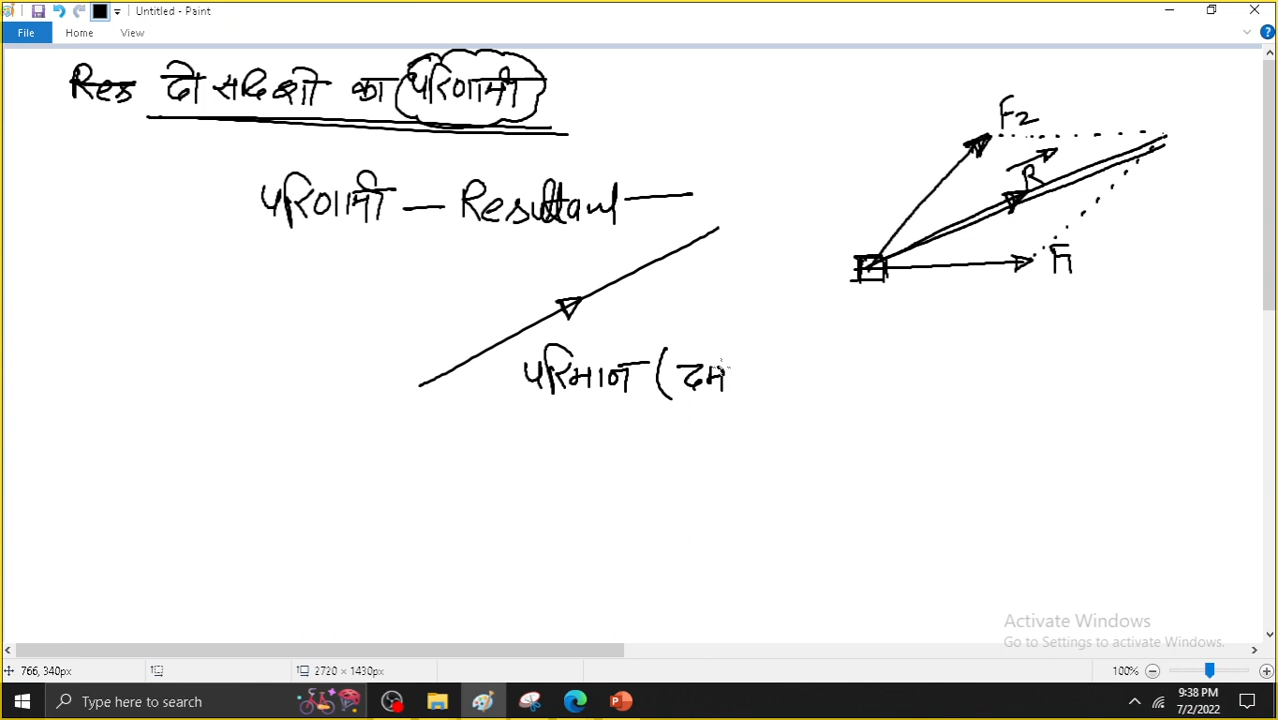 Untitled - Paint
File Home View
Res दो सदिशों का परिणामी
परिणामी — Resultant —
F2
R
F1
परिमाण (
Activate Windows
Go to Settings to activate Windows.
766, 340px 2720 × 1430px 100%
Type here to search
9:38 PM
7/2/2022